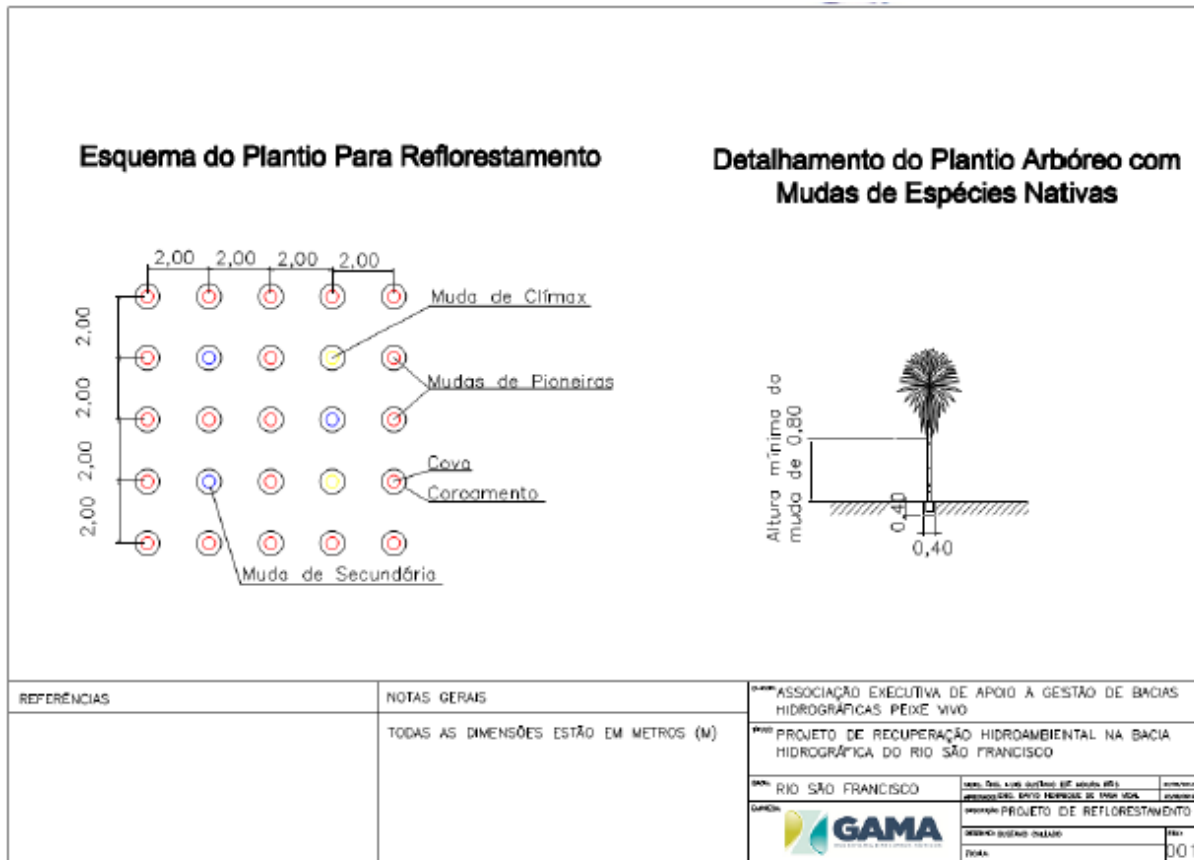 Esquema do Plantio Para Reflorestamento
Detalhamento do Plantio Arbóreo com
Mudas de Espécies Nativas
2,00 2,00 2,00 2,00
2,00
2,00
2,00
2,00
Muda de Clímax
Mudas de Pioneiras
Cova
Coroamento
Muda de Secundária
Altura mínima da
muda de 0,80
0,40
0,40
REFERÊNCIAS
NOTAS GERAIS
TODAS AS DIMENSÕES ESTÃO EM METROS (M)
ASSOCIAÇÃO EXECUTIVA DE APOIO À GESTÃO DE BACIAS
HIDROGRÁFICAS PEIXE VIVO
PROJETO DE RECUPERAÇÃO HIDROAMBIENTAL NA BACIA
HIDROGRÁFICA DO RIO SÃO FRANCISCO
RIO SÃO FRANCISCO
PROJETO DE REFLORESTAMENTO
GAMA
001